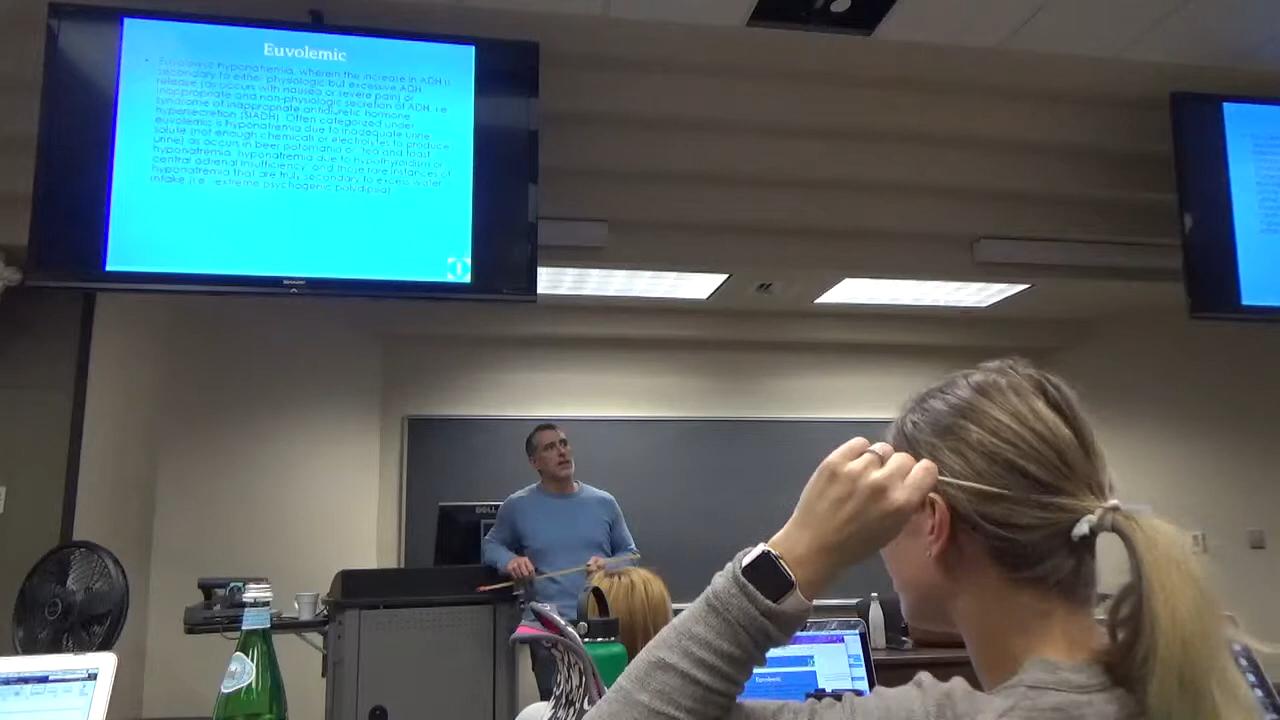 Euvolemic
• Euvolemic hyponatremia, wherein the increase in ADH is
secondary to either physiologic but excessive ADH
release (as occurs with nausea or severe pain) or
inappropriate and non-physiologic secretion of ADH, i.e.
syndrome of inappropriate antidiuretic hormone
hypersecretion (SIADH). Often categorized under
euvolemic is hyponatremia due to inadequate urine
solute (not enough chemicals or electrolytes to produce
urine) as occurs in beer potomania or "tea and toast"
hyponatremia, hyponatremia due to hypothyroidism or
central adrenal insufficiency, and those rare instances of
hyponatremia that are truly secondary to excess water
intake (i.e., extreme psychogenic polydipsia)
SHARP
DELL
Euvolemic